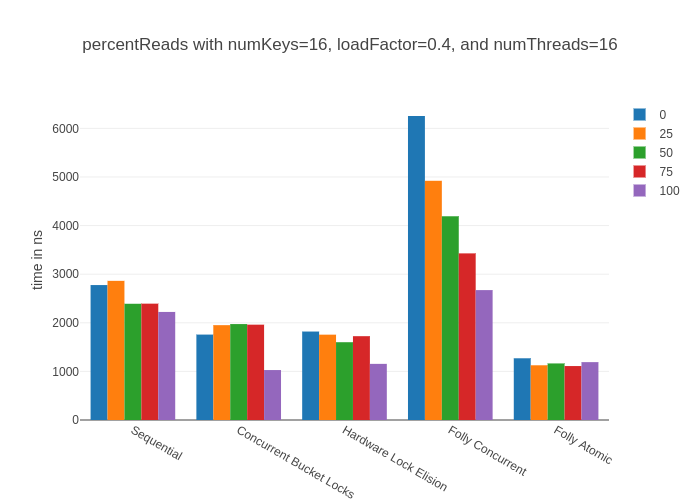 percentReads with numKeys=16, loadFactor=0.4, and numThreads=16
0
25
50
75
100
time in ns
6000
5000
4000
3000
2000
1000
0
Sequential
Concurrent Bucket Locks
Hardware Lock Elision
Folly Concurrent
Folly Atomic